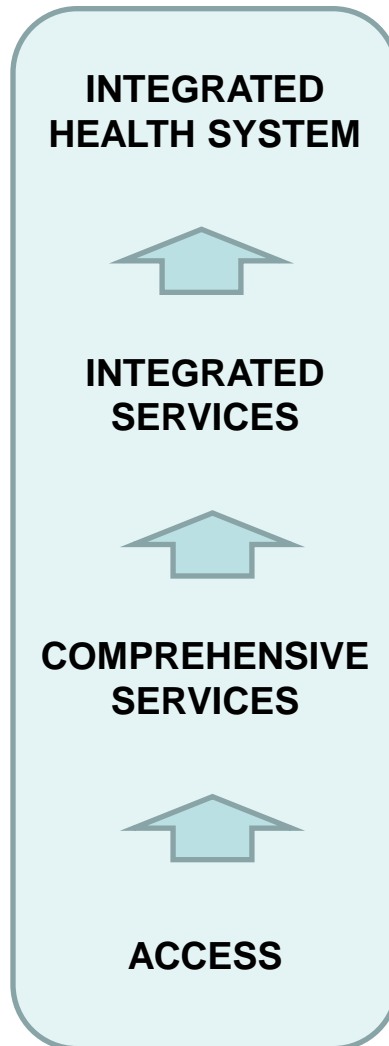 INTEGRATED
HEALTH SYSTEM
INTEGRATED
SERVICES
COMPREHENSIVE
SERVICES
ACCESS